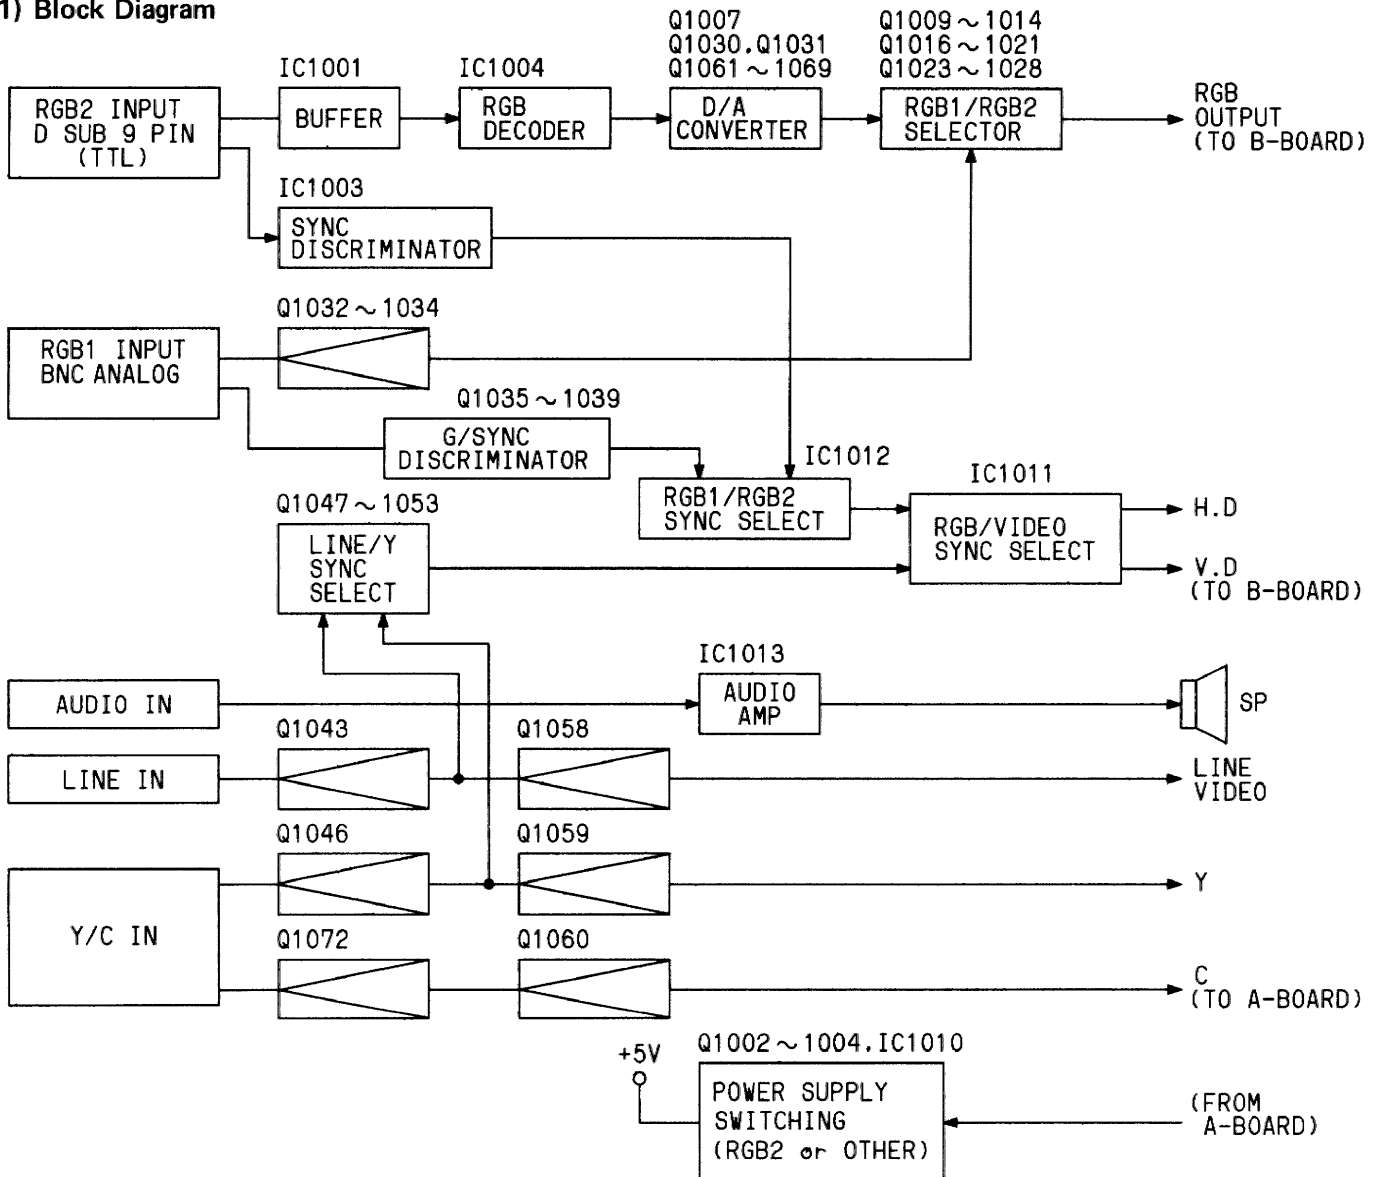 1) Block Diagram
Q1007
Q1030.Q1031
Q1061~1069
Q1009~1014
Q1016~1021
Q1023~1028
IC1001
IC1004
RGB2 INPUT
D SUB 9 PIN
(TTL)
BUFFER
RGB
DECODER
D/A
CONVERTER
RGB1/RGB2
SELECTOR
RGB
OUTPUT
(TO B-BOARD)
IC1003
SYNC
DISCRIMINATOR
Q1032~1034
RGB1 INPUT
BNC ANALOG
Q1035~1039
G/SYNC
DISCRIMINATOR
IC1012
RGB1/RGB2
SYNC SELECT
IC1011
RGB/VIDEO
SYNC SELECT
H.D
V.D
(TO B-BOARD)
Q1047~1053
LINE/Y
SYNC
SELECT
IC1013
AUDIO IN
AUDIO
AMP
SP
Q1043
Q1058
LINE IN
LINE
VIDEO
Q1046
Q1059
Y
Y/C IN
Q1072
Q1060
C
(TO A-BOARD)
Q1002~1004.IC1010
+5V
POWER SUPPLY
SWITCHING
(RGB2 or OTHER)
(FROM
A-BOARD)